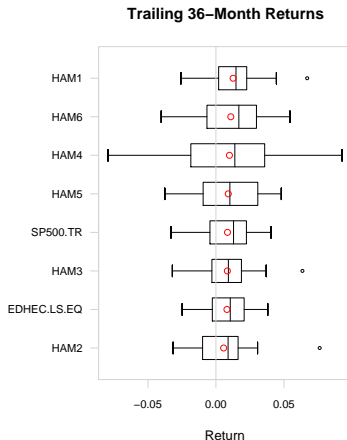 Trailing 36−Month Returns
HAM1
HAM6
HAM4
HAM5
SP500.TR
HAM3
EDHEC.LS.EQ
HAM2
−0.05 0.00 0.05
Return